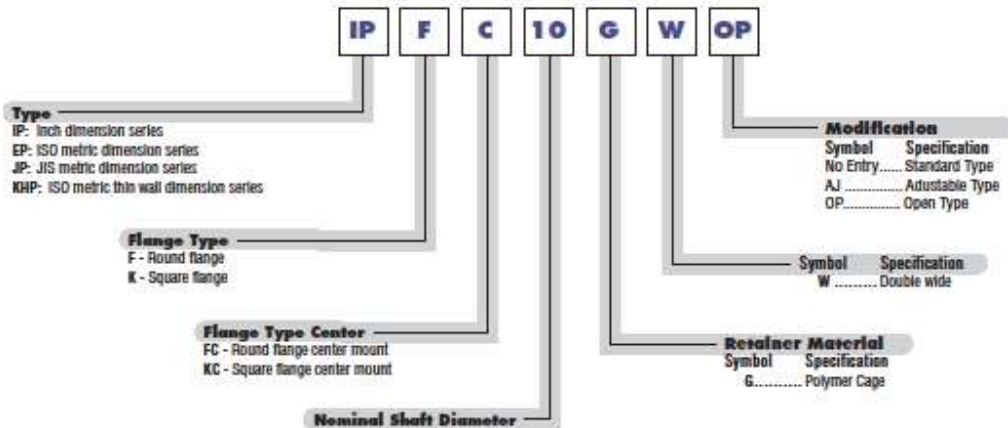 IP F C 10 G W OP
Type
IP: Inch dimension series
EP: ISO metric dimension series
JP: JIS metric dimension series
KHP: ISO metric thin wall dimension series
Flange Type
F - Round flange
K - Square flange
Flange Type Center
FC - Round flange center mount
KC - Square flange center mount
Nominal Shaft Diameter
Modification
Symbol Specification
No Entry...... Standard Type
AJ .............. Adustable Type
OP.............. Open Type
Symbol Specification
W .......... Double wide
Retainer Material
Symbol Specification
G........... Polymer Cage